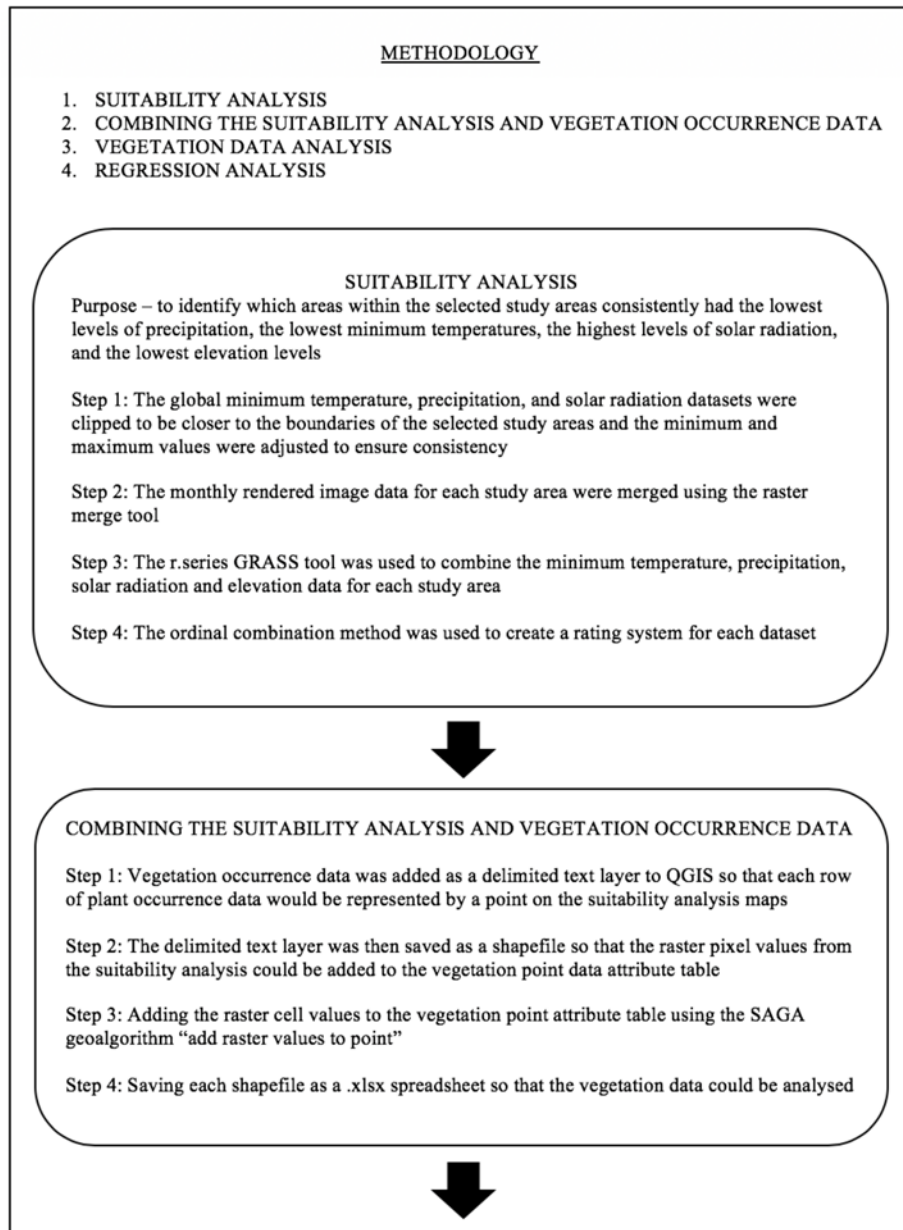 METHODOLOGY
1. SUITABILITY ANALYSIS
2. COMBINING THE SUITABILITY ANALYSIS AND VEGETATION OCCURRENCE DATA
3. VEGETATION DATA ANALYSIS
4. REGRESSION ANALYSIS
SUITABILITY ANALYSIS
Purpose – to identify which areas within the selected study areas consistently had the lowest
levels of precipitation, the lowest minimum temperatures, the highest levels of solar radiation,
and the lowest elevation levels
Step 1: The global minimum temperature, precipitation, and solar radiation datasets were
clipped to be closer to the boundaries of the selected study areas and the minimum and
maximum values were adjusted to ensure consistency
Step 2: The monthly rendered image data for each study area were merged using the raster
merge tool
Step 3: The r.series GRASS tool was used to combine the minimum temperature, precipitation,
solar radiation and elevation data for each study area
Step 4: The ordinal combination method was used to create a rating system for each dataset
COMBINING THE SUITABILITY ANALYSIS AND VEGETATION OCCURRENCE DATA
Step 1: Vegetation occurrence data was added as a delimited text layer to QGIS so that each row
of plant occurrence data would be represented by a point on the suitability analysis maps
Step 2: The delimited text layer was then saved as a shapefile so that the raster pixel values from
the suitability analysis could be added to the vegetation point data attribute table
Step 3: Adding the raster cell values to the vegetation point attribute table using the SAGA
geoalgorithm “add raster values to point”
Step 4: Saving each shapefile as a .xlsx spreadsheet so that the vegetation data could be analysed